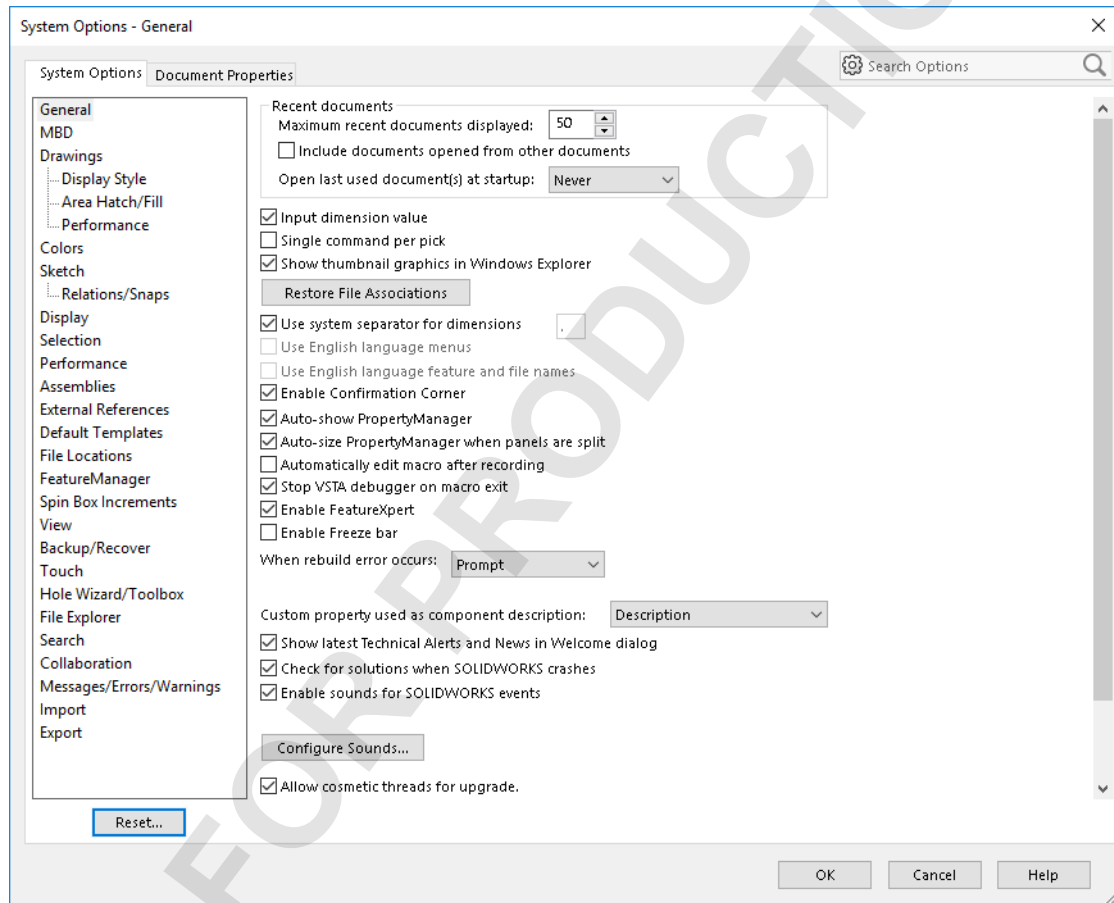 System Options - General
System Options
Document Properties
Search Options
General
MBD
Drawings
Display Style
Area Hatch/Fill
Performance
Colors
Sketch
Relations/Snaps
Display
Selection
Performance
Assemblies
External References
Default Templates
File Locations
FeatureManager
Spin Box Increments
View
Backup/Recover
Touch
Hole Wizard/Toolbox
File Explorer
Search
Collaboration
Messages/Errors/Warnings
Import
Export
Reset...
Recent documents
Maximum recent documents displayed: 50
Include documents opened from other documents
Open last used document(s) at startup: Never
Input dimension value
Single command per pick
Show thumbnail graphics in Windows Explorer
Restore File Associations
Use system separator for dimensions .
Use English language menus
Use English language feature and file names
Enable Confirmation Corner
Auto-show PropertyManager
Auto-size PropertyManager when panels are split
Automatically edit macro after recording
Stop VSTA debugger on macro exit
Enable FeatureXpert
Enable Freeze bar
When rebuild error occurs: Prompt
Custom property used as component description: Description
Show latest Technical Alerts and News in Welcome dialog
Check for solutions when SOLIDWORKS crashes
Enable sounds for SOLIDWORKS events
Configure Sounds...
Allow cosmetic threads for upgrade.
OK
Cancel
Help
FOR PRODUCTI